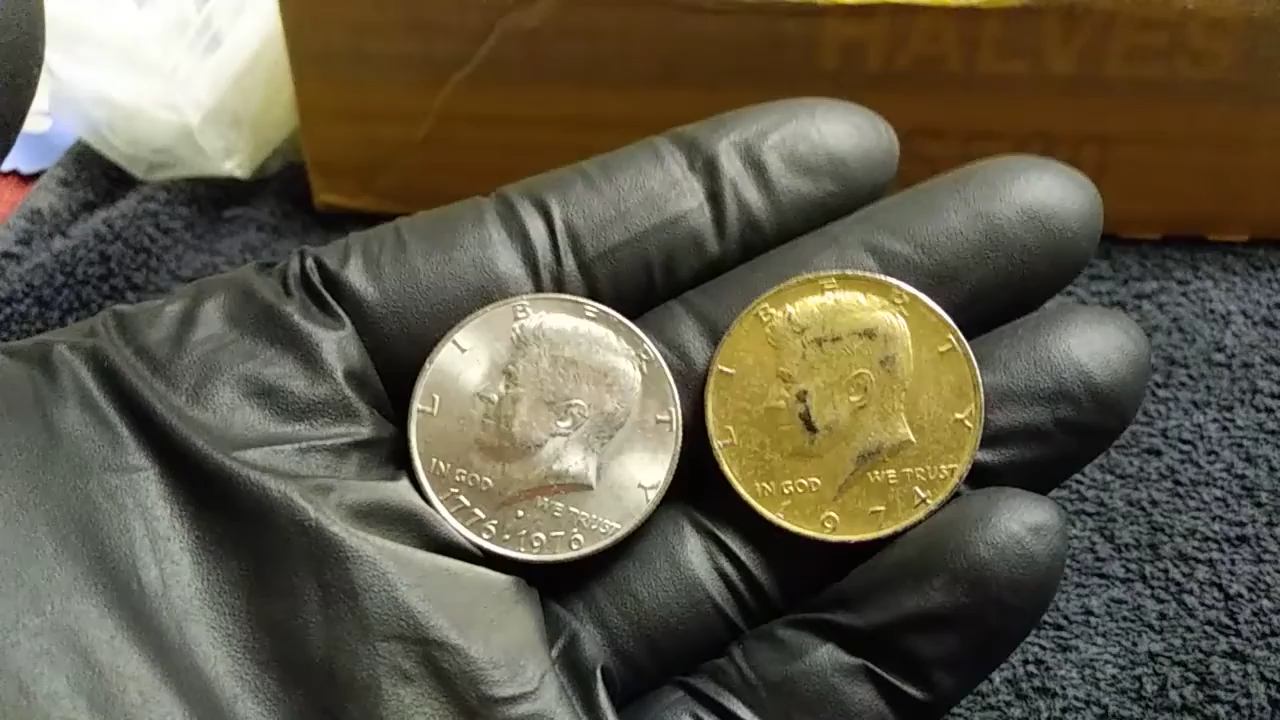 HALVES
LIBERTY
IN GOD WE TRUST
1776 · 1976
LIBERTY
IN GOD WE TRUST
1974